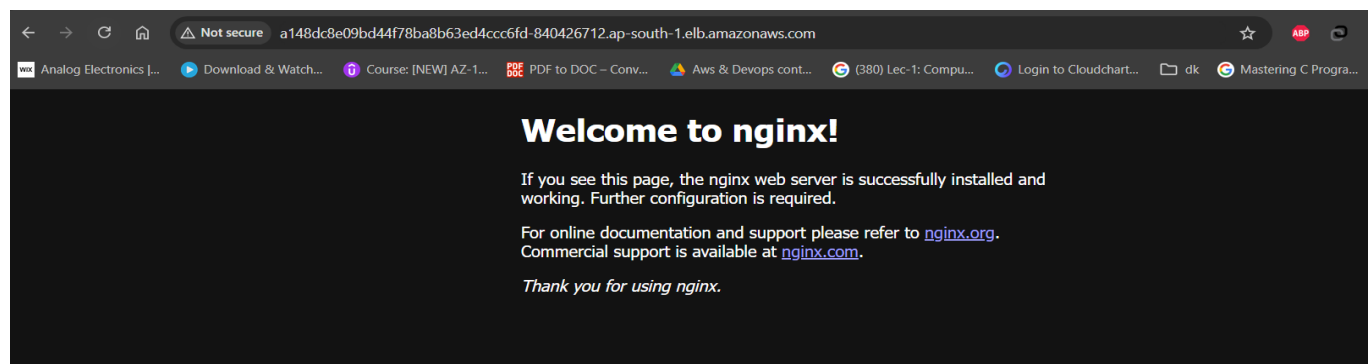 Not secure a148dc8e09bd44f78ba8b63ed4ccc6fd-840426712.ap-south-1.elb.amazonaws.com ABP
WIX Analog Electronics |... Download & Watch... Course: [NEW] AZ-1... PDF DOC PDF to DOC – Conv... Aws & Devops cont... (380) Lec-1: Compu... Login to Cloudchart... dk Mastering C Progra...
Welcome to nginx!
If you see this page, the nginx web server is successfully installed and
working. Further configuration is required.
For online documentation and support please refer to nginx.org.
Commercial support is available at nginx.com.
Thank you for using nginx.